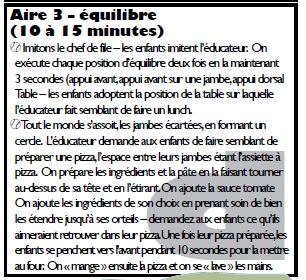 Aire 3 – équilibre
(10 à 15 minutes)
Imitons le chef de file – les enfants imitent l'éducateur. On
exécute chaque position d'équilibre deux fois en la maintenant
3 secondes (appui avant, appui avant sur une jambe, appui dorsal
Table – les enfants adoptent la position de la table sur laquelle
l'éducateur fait semblant de faire un lunch.
Tout le monde s'assoit, les jambes écartées, en formant un
cercle. L'éducateur demande aux enfants de faire semblant de
préparer une pizza, l'espace entre leurs jambes étant l'assiette à
pizza. On prépare les ingrédients et la pâte en la faisant tourner
au-dessus de sa tête et en l'étirant. On ajoute la sauce tomate
On ajoute les ingrédients de son choix en prenant soin de bien
les étendre jusqu'à ses orteils – demandez aux enfants ce qu'ils
aimeraient retrouver dans leur pizza. Une fois leur pizza préparée, les
enfants se penchent vers l'avant pendant 10 secondes pour la mettre
au four. On « mange » ensuite la pizza et on se « lave » les mains.